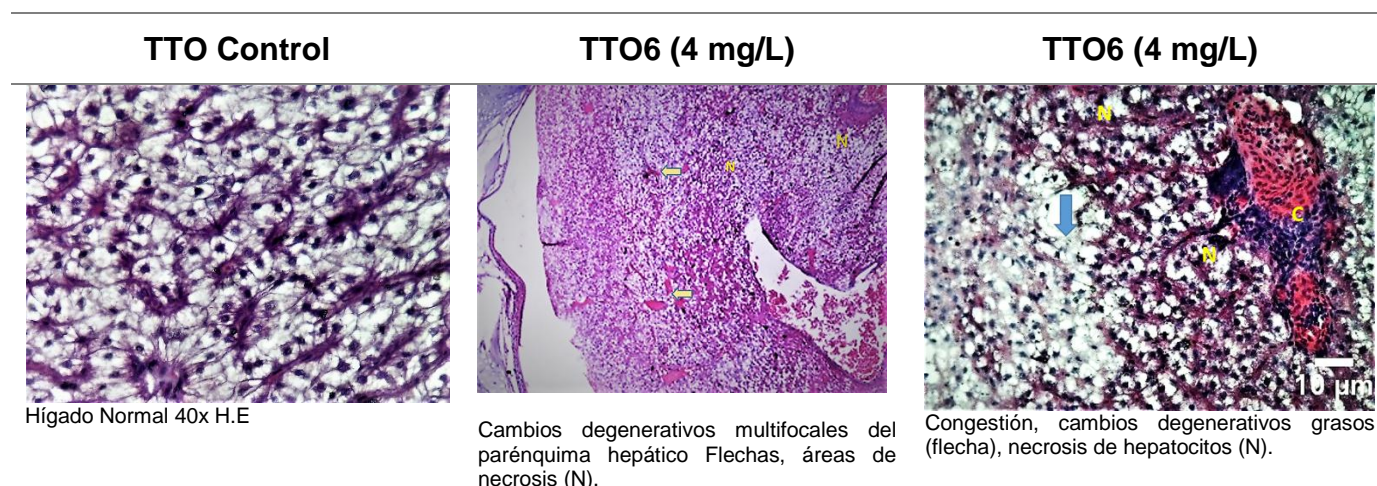 TTO Control
TTO6 (4 mg/L)
TTO6 (4 mg/L)
N
N
N
C
N
10 µm
Hígado Normal 40x H.E
Cambios degenerativos multifocales del
parénquima hepático Flechas, áreas de
necrosis (N).
Congestión, cambios degenerativos grasos
(flecha), necrosis de hepatocitos (N).